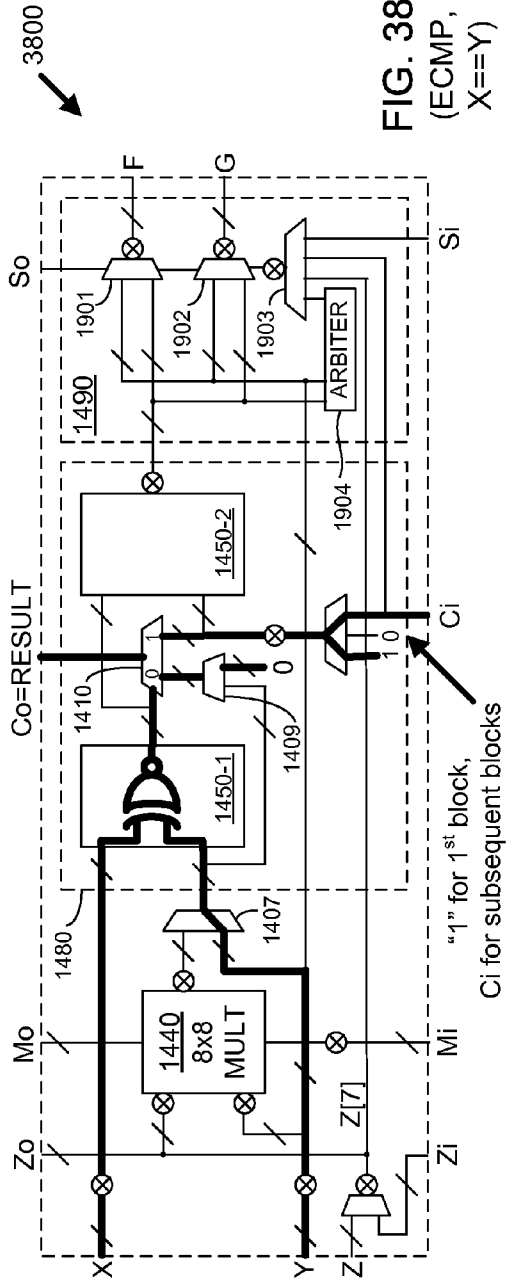 3800
FIG. 38
(ECMP,
X==Y)
Zo
Mo
Co=RESULT
So
1480
1410
1490
1901
1902
1903
F
G
X
Y
Z
1440
8x8
MULT
1407
1450-1
0
1
1409
0
1450-2
ARBITER
1904
Z[7]
1 0
Zi
Mi
Ci
Si
"1" for 1st block,
Ci for subsequent blocks